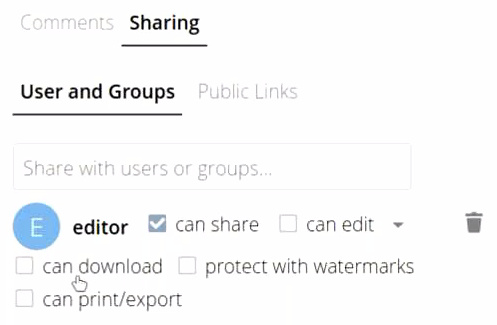 Comments Sharing
User and Groups Public Links
Share with users or groups...
E editor can share can edit
can download protect with watermarks
can print/export